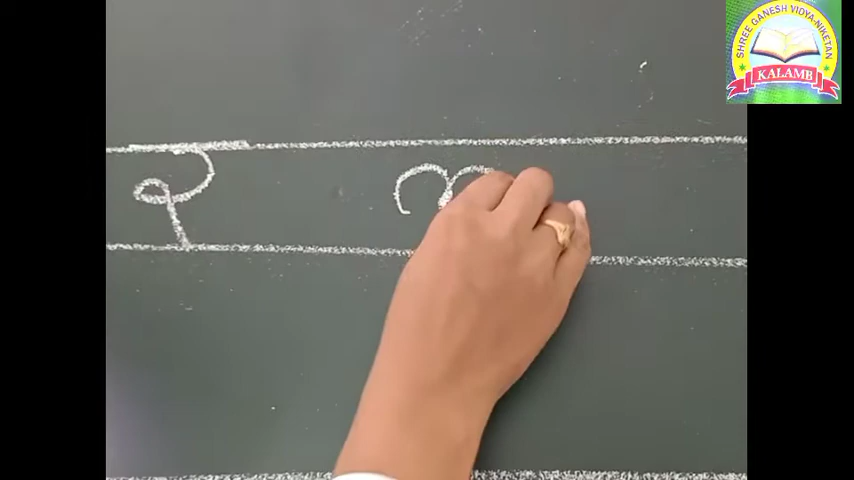 SHREE GANESH VIDYA-NIKETAN
KALAMB
र